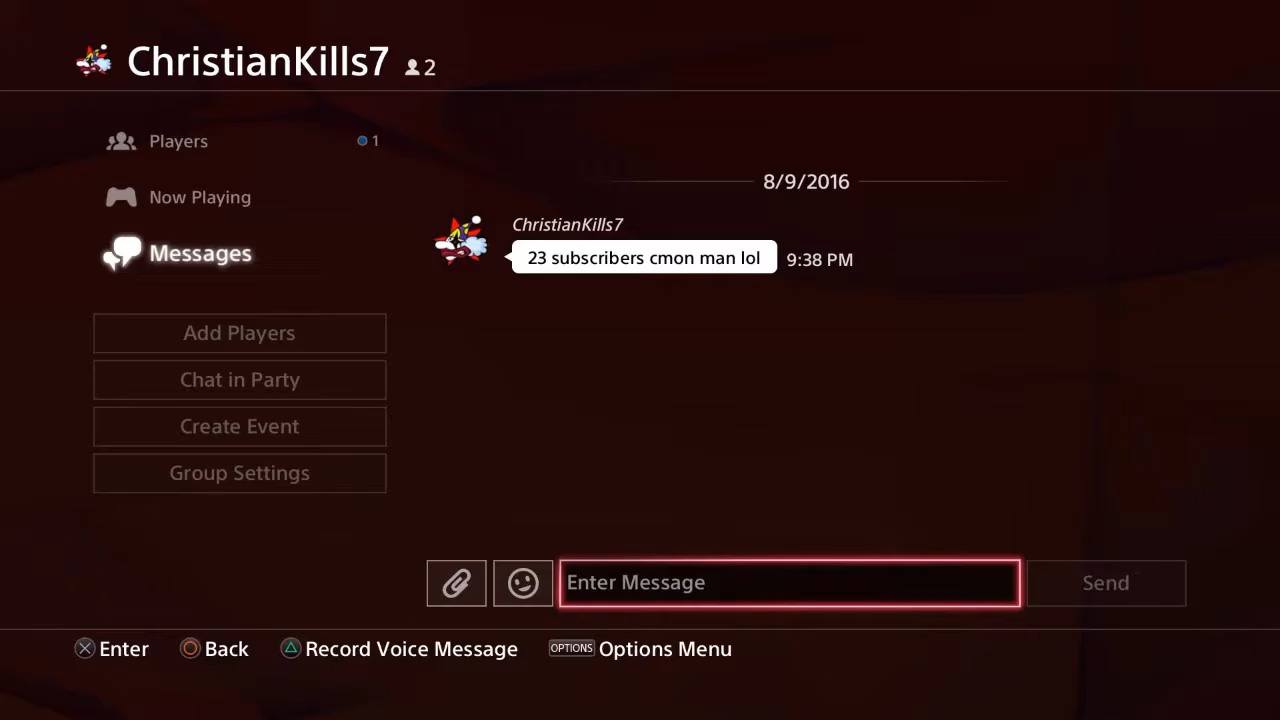 ChristianKills7 2
Players 1
Now Playing
Messages
Add Players
Chat in Party
Create Event
Group Settings
8/9/2016
ChristianKills7
23 subscribers cmon man lol 9:38 PM
Enter Message Send
Enter Back Record Voice Message OPTIONS Options Menu